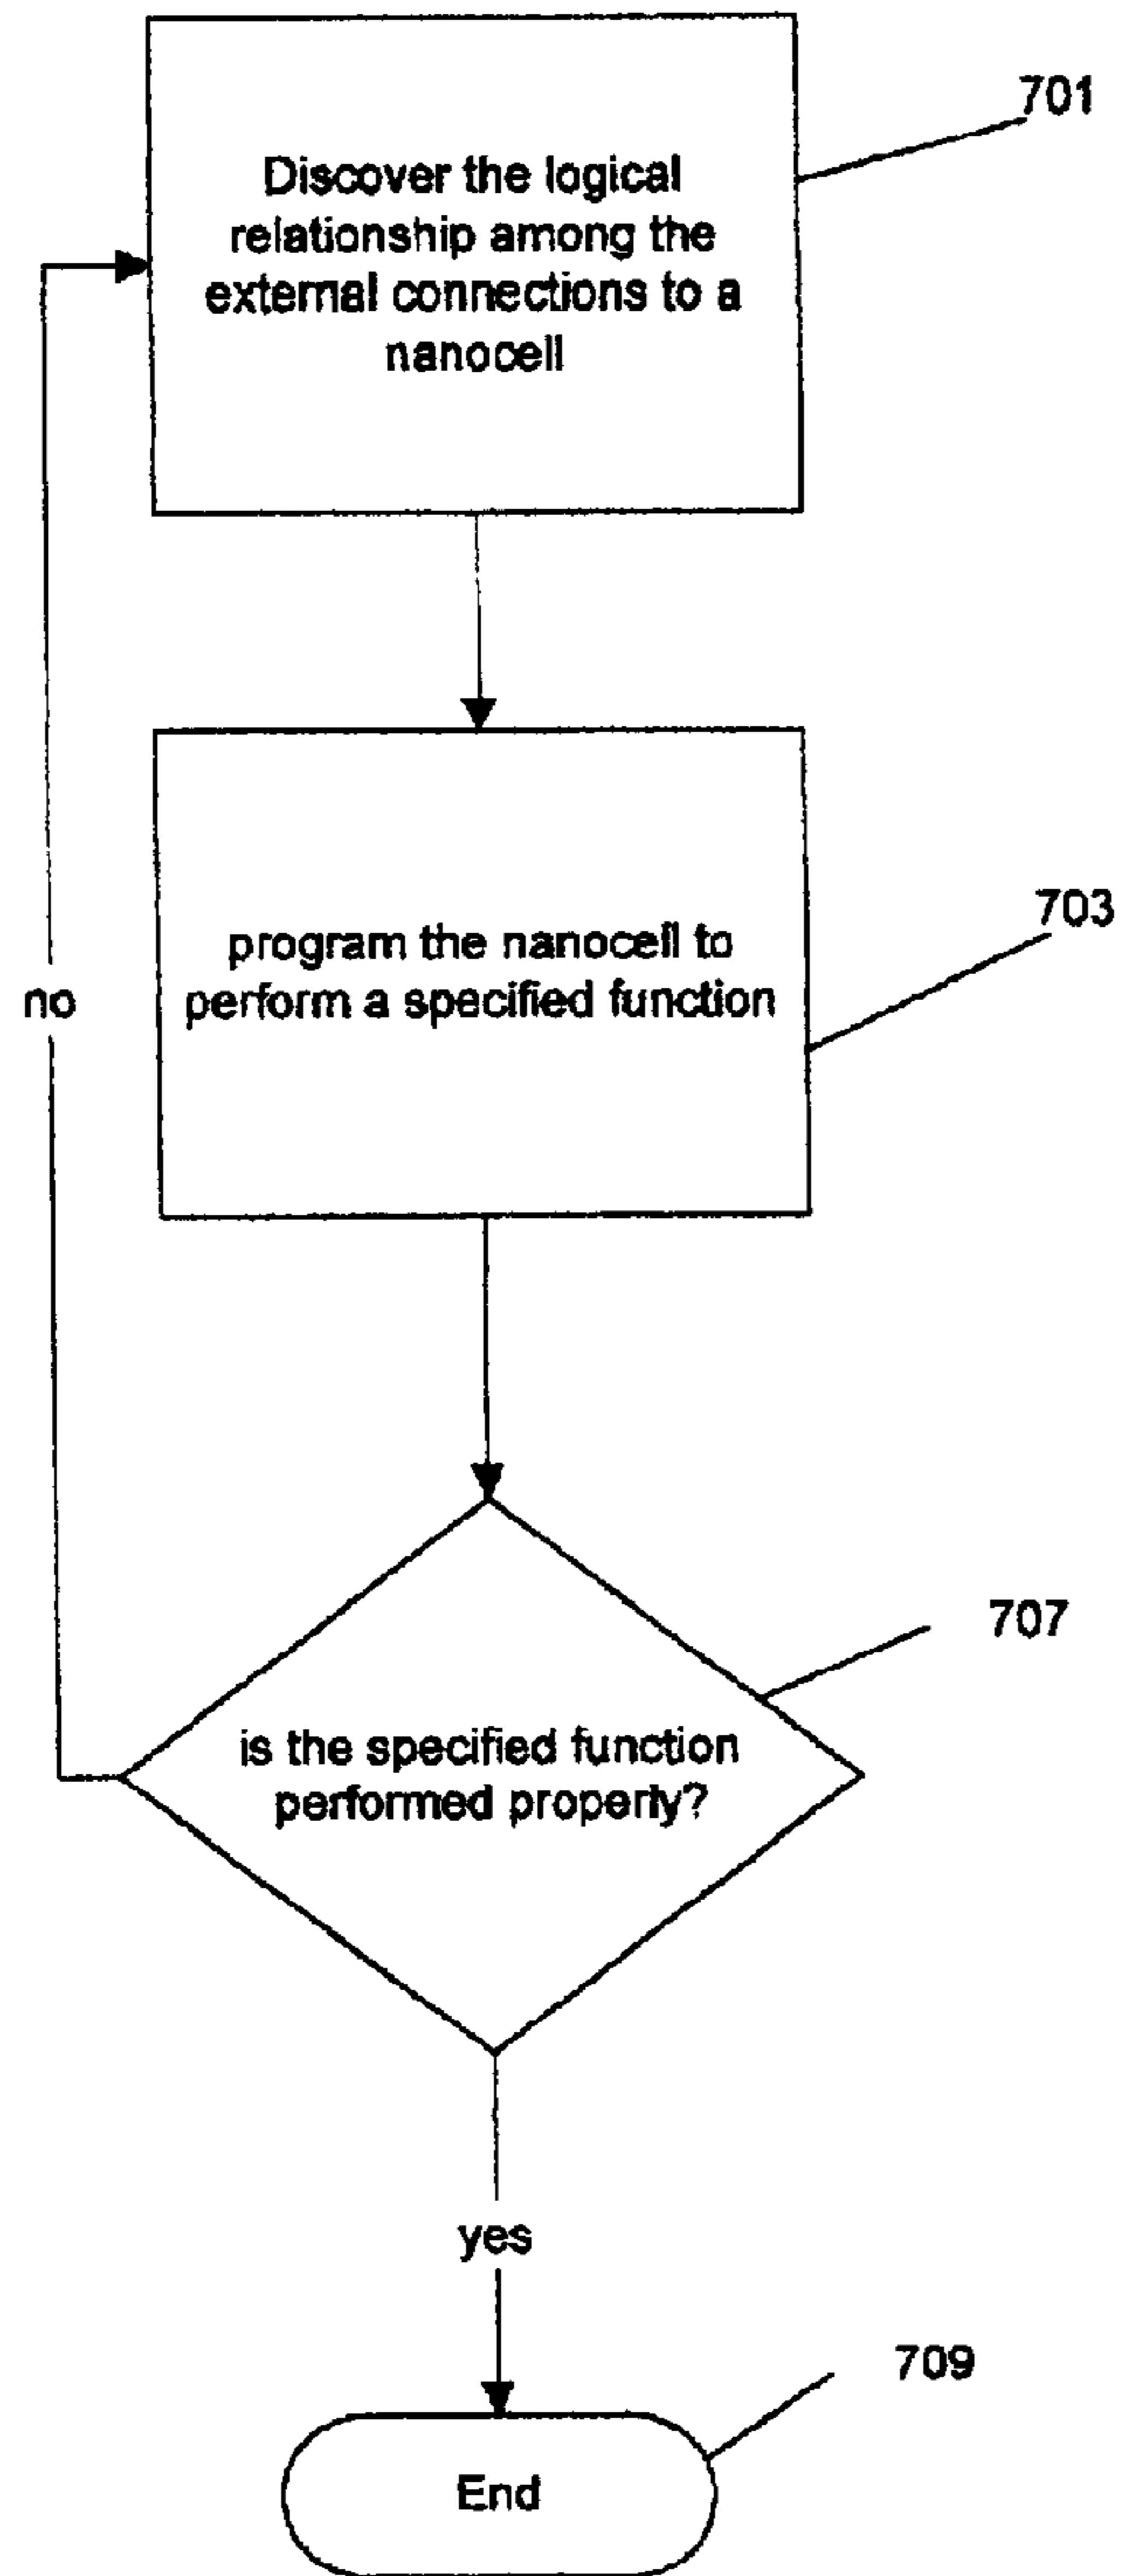 701
Discover the logical
relationship among the
external connections to a
nanocell
703
program the nanocell to
perform a specified function
no
707
is the specified function
performed properly?
yes
709
End